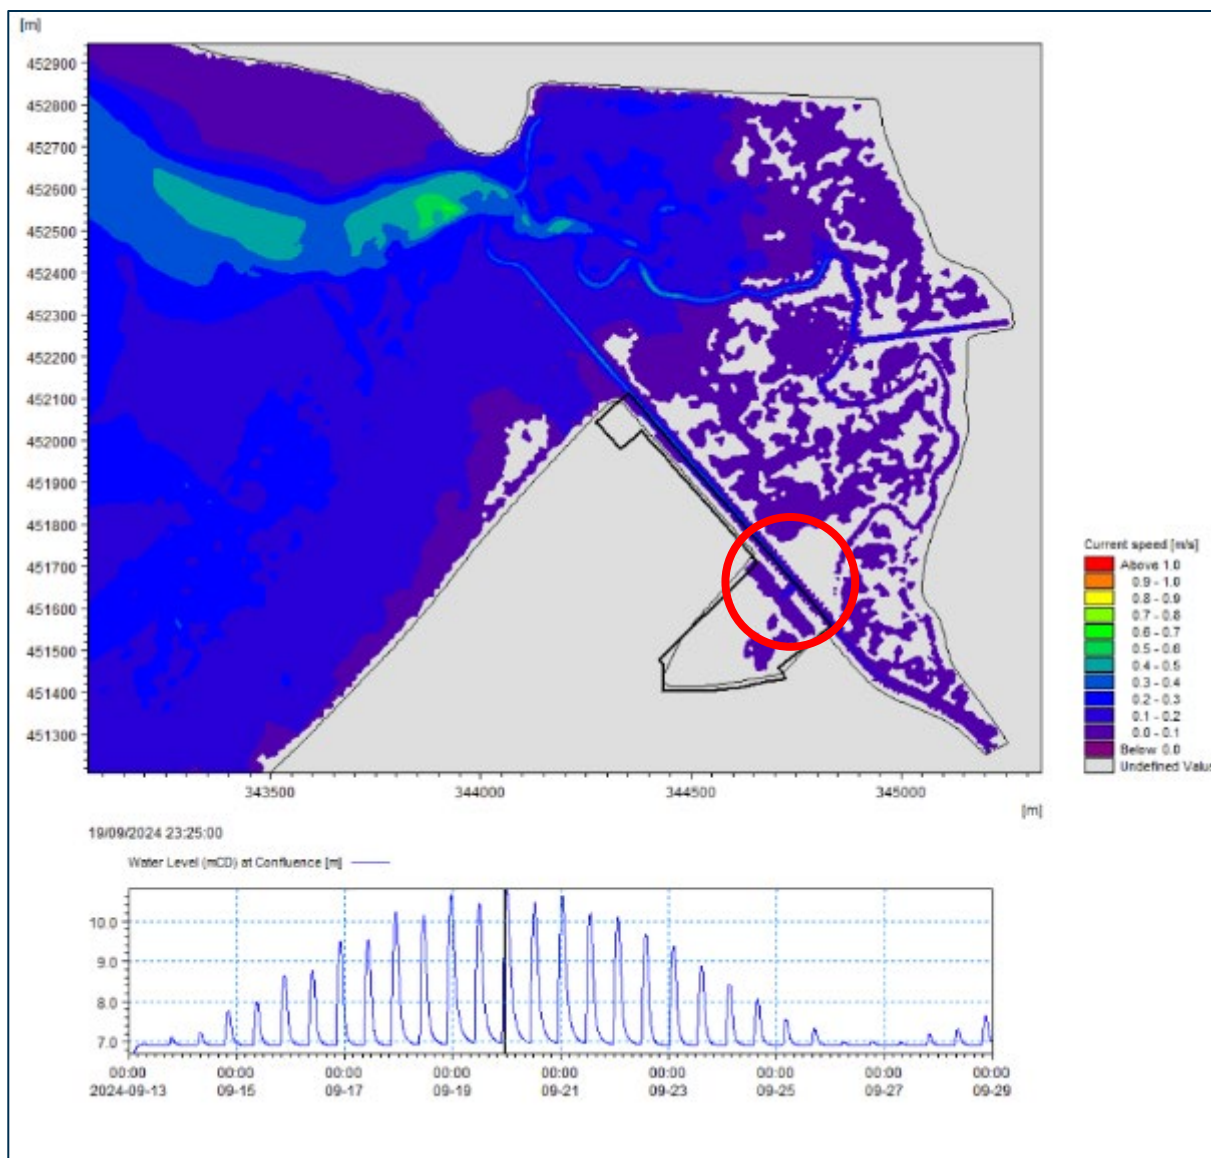 [m]
452900
452800
452700
452600
452500
452400
452300
452200
452100
452000
451900
451800
451700
451600
451500
451400
451300
343500 344000 344500 345000
[m]
Current speed [m/s]
Above 1.0
0.9 - 1.0
0.8 - 0.9
0.7 - 0.8
0.6 - 0.7
0.5 - 0.6
0.4 - 0.5
0.3 - 0.4
0.2 - 0.3
0.1 - 0.2
0.0 - 0.1
Below 0.0
Undefined Value
19/09/2024 23:25:00
Water Level (mCD) at Confluence [m]
10.0
9.0
8.0
7.0
00:00 00:00 00:00 00:00 00:00 00:00 00:00 00:00 00:00
2024-09-13 09-15 09-17 09-19 09-21 09-23 09-25 09-27 09-29